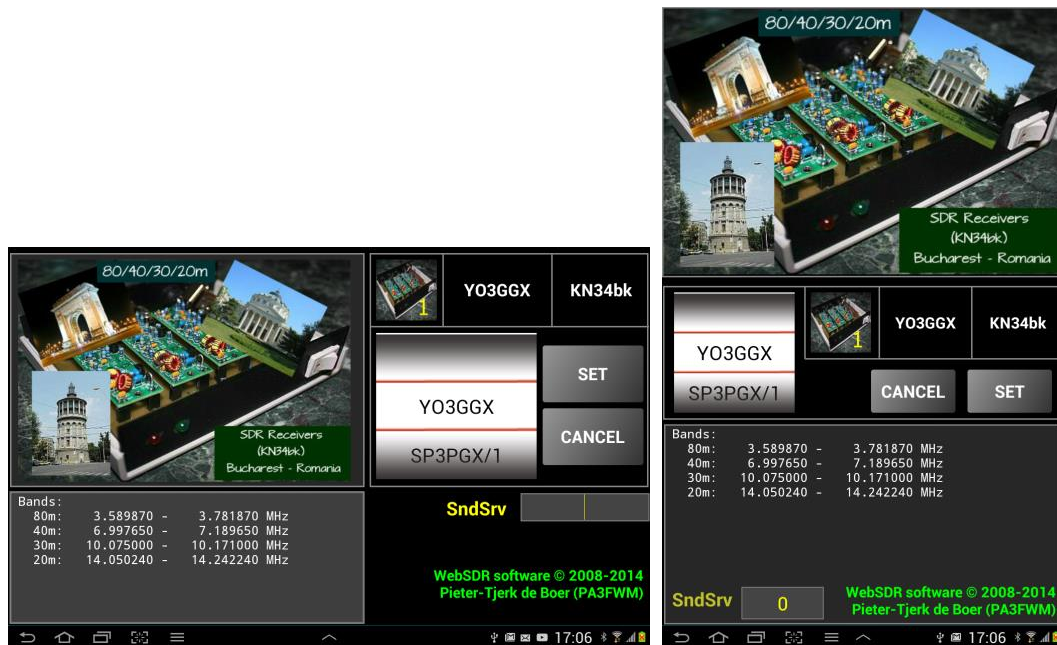 80/40/30/20m
SDR Receivers
(KN34bk)
Bucharest - Romania
1
YO3GGX
KN34bk
YO3GGX
SP3PGX/1
SET
CANCEL
Bands:
80m: 3.589870 - 3.781870 MHz
40m: 6.997650 - 7.189650 MHz
30m: 10.075000 - 10.171000 MHz
20m: 14.050240 - 14.242240 MHz
SndSrv
WebSDR software © 2008-2014
Pieter-Tjerk de Boer (PA3FWM)
17:06
80/40/30/20m
SDR Receivers
(KN34bk)
Bucharest - Romania
YO3GGX
SP3PGX/1
1
YO3GGX
KN34bk
CANCEL
SET
Bands:
80m: 3.589870 - 3.781870 MHz
40m: 6.997650 - 7.189650 MHz
30m: 10.075000 - 10.171000 MHz
20m: 14.050240 - 14.242240 MHz
SndSrv
0
WebSDR software © 2008-2014
Pieter-Tjerk de Boer (PA3FWM)
17:06